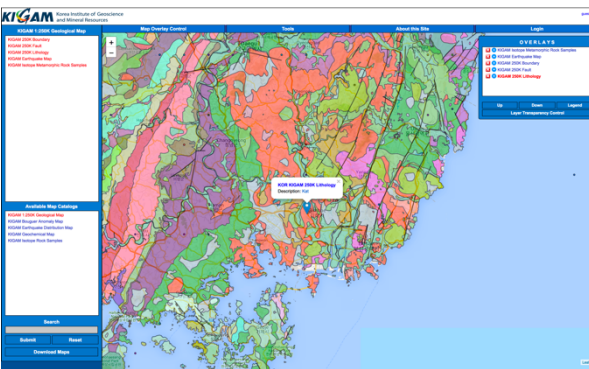 KIGAM Korea Institute of Geoscience
and Mineral Resources
KIGAM 1:250K Geological Map
Map Overlay Control
Tools
About this Site
Login
KIGAM 250K Boundary
KIGAM 250K Fault
KIGAM 250K Lithology
KIGAM Earthquake Map
KIGAM Isotope Metamorphic Rock Samples
+
−
OVERLAYS
KIGAM Isotope Metamorphic Rock Samples
KIGAM Earthquake Map
KIGAM 250K Boundary
KIGAM 250K Fault
KIGAM 250K Lithology
Up
Down
Legend
Layer Transparency Control
KOR KIGAM 250K Lithology
Description:
Available Map Catalogs
KIGAM 1:250K Geological Map
KIGAM Bouguer Anomaly Map
KIGAM Earthquake Distribution Map
KIGAM Geochemical Map
KIGAM Isotope Rock Samples
Search
Submit
Reset
Download Maps